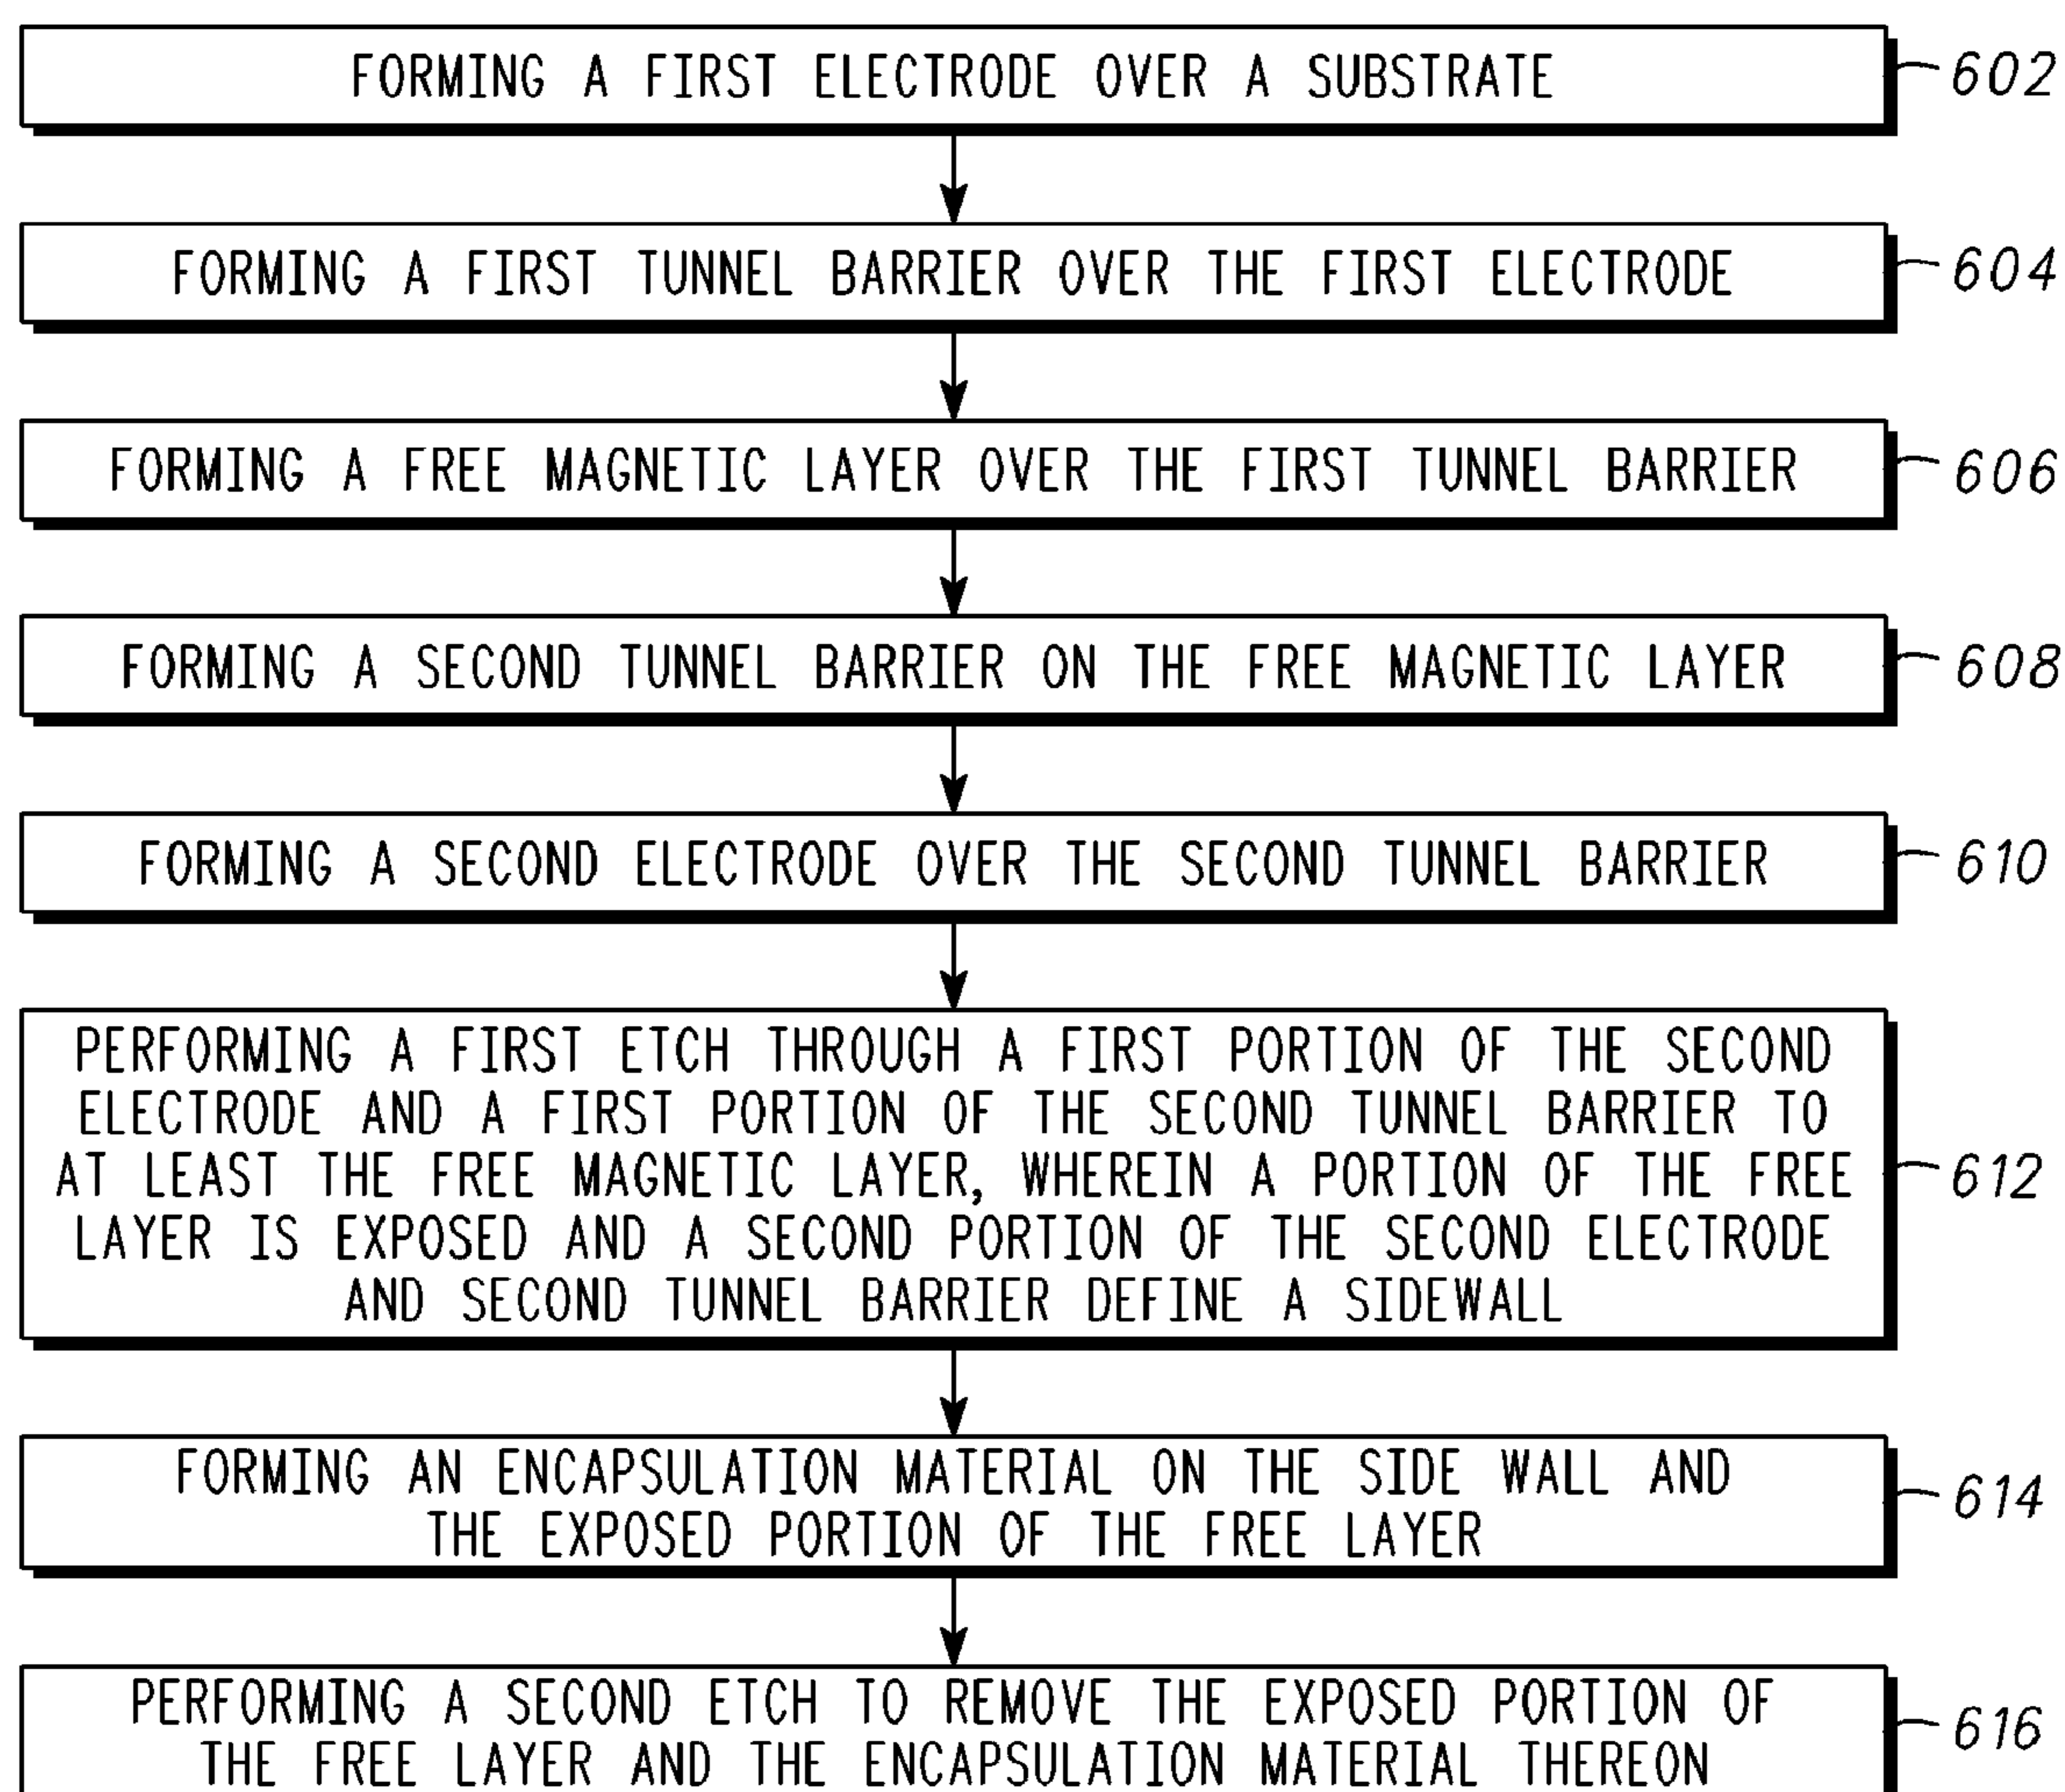 FORMING A FIRST ELECTRODE OVER A SUBSTRATE
602
FORMING A FIRST TUNNEL BARRIER OVER THE FIRST ELECTRODE
604
FORMING A FREE MAGNETIC LAYER OVER THE FIRST TUNNEL BARRIER
606
FORMING A SECOND TUNNEL BARRIER ON THE FREE MAGNETIC LAYER
608
FORMING A SECOND ELECTRODE OVER THE SECOND TUNNEL BARRIER
610
PERFORMING A FIRST ETCH THROUGH A FIRST PORTION OF THE SECOND
ELECTRODE AND A FIRST PORTION OF THE SECOND TUNNEL BARRIER TO
AT LEAST THE FREE MAGNETIC LAYER, WHEREIN A PORTION OF THE FREE
LAYER IS EXPOSED AND A SECOND PORTION OF THE SECOND ELECTRODE
AND SECOND TUNNEL BARRIER DEFINE A SIDEWALL
612
FORMING AN ENCAPSULATION MATERIAL ON THE SIDE WALL AND
THE EXPOSED PORTION OF THE FREE LAYER
614
PERFORMING A SECOND ETCH TO REMOVE THE EXPOSED PORTION OF
THE FREE LAYER AND THE ENCAPSULATION MATERIAL THEREON
616